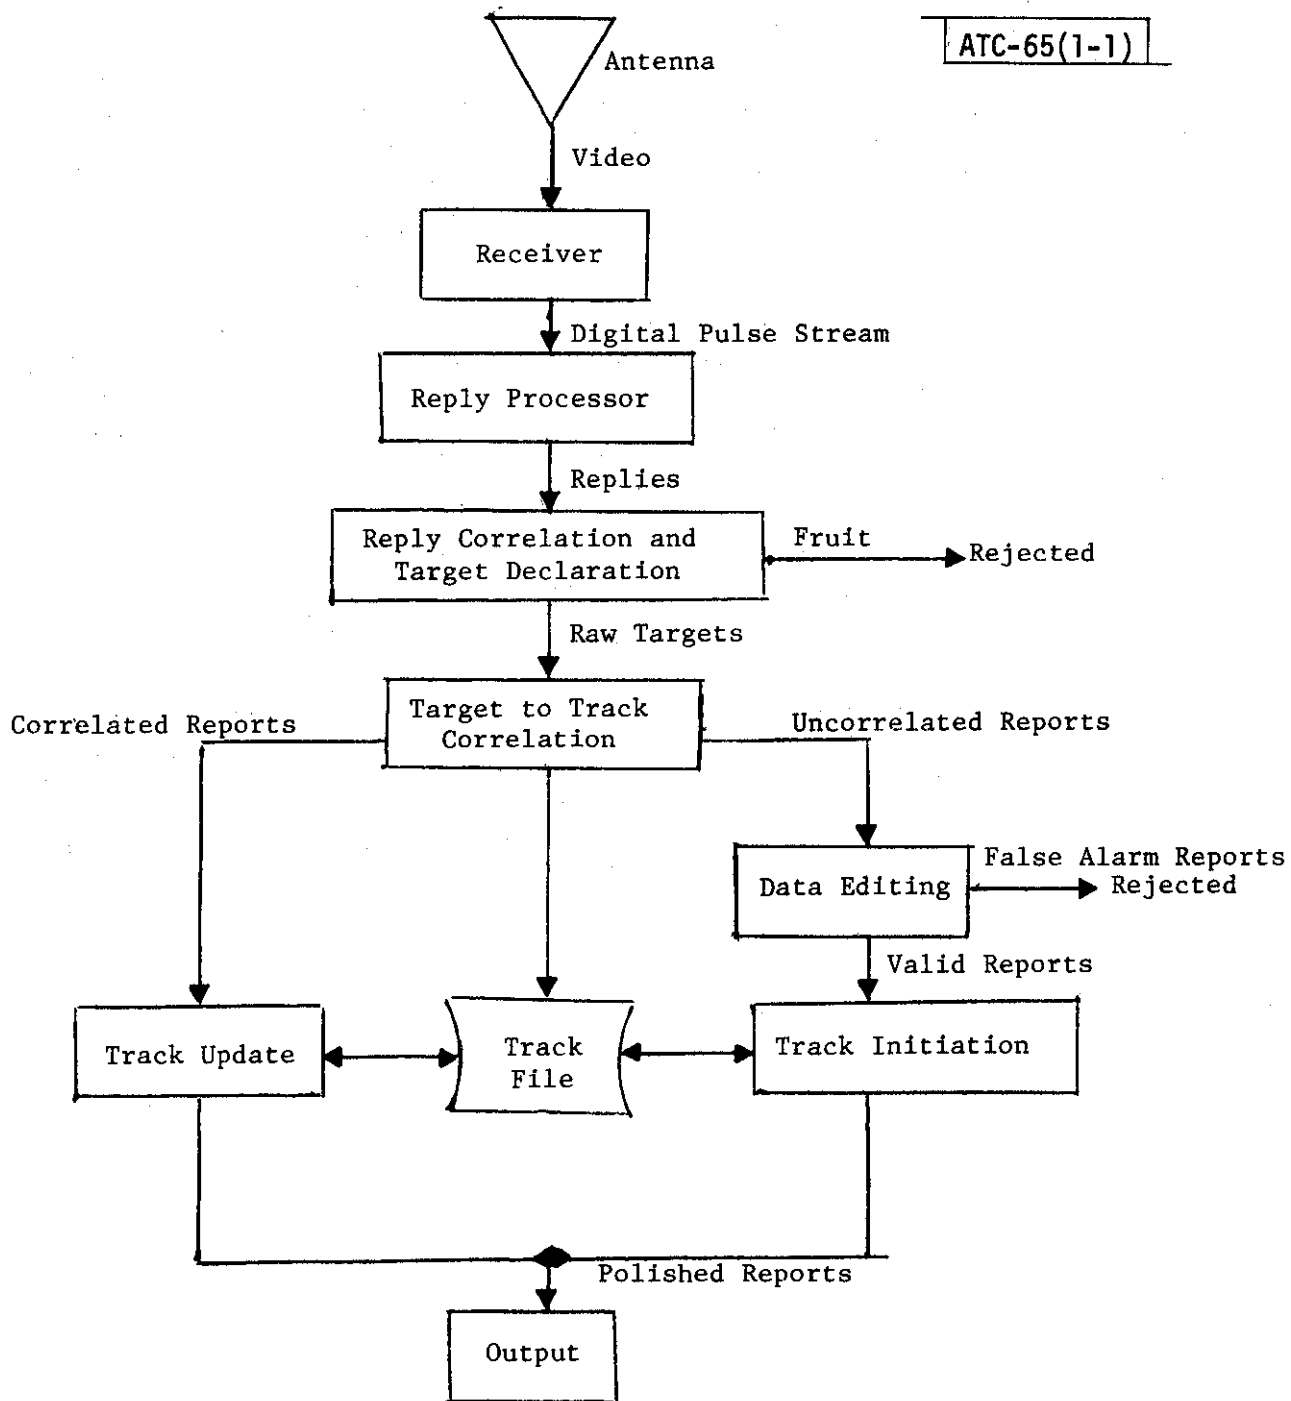 ATC-65(1-1)
Antenna
Video
Receiver
Digital Pulse Stream
Reply Processor
Replies
Reply Correlation and
Target Declaration
Fruit
Rejected
Raw Targets
Target to Track
Correlation
Correlated Reports
Uncorrelated Reports
Data Editing
False Alarm Reports
Rejected
Valid Reports
Track Update
Track
File
Track Initiation
Polished Reports
Output